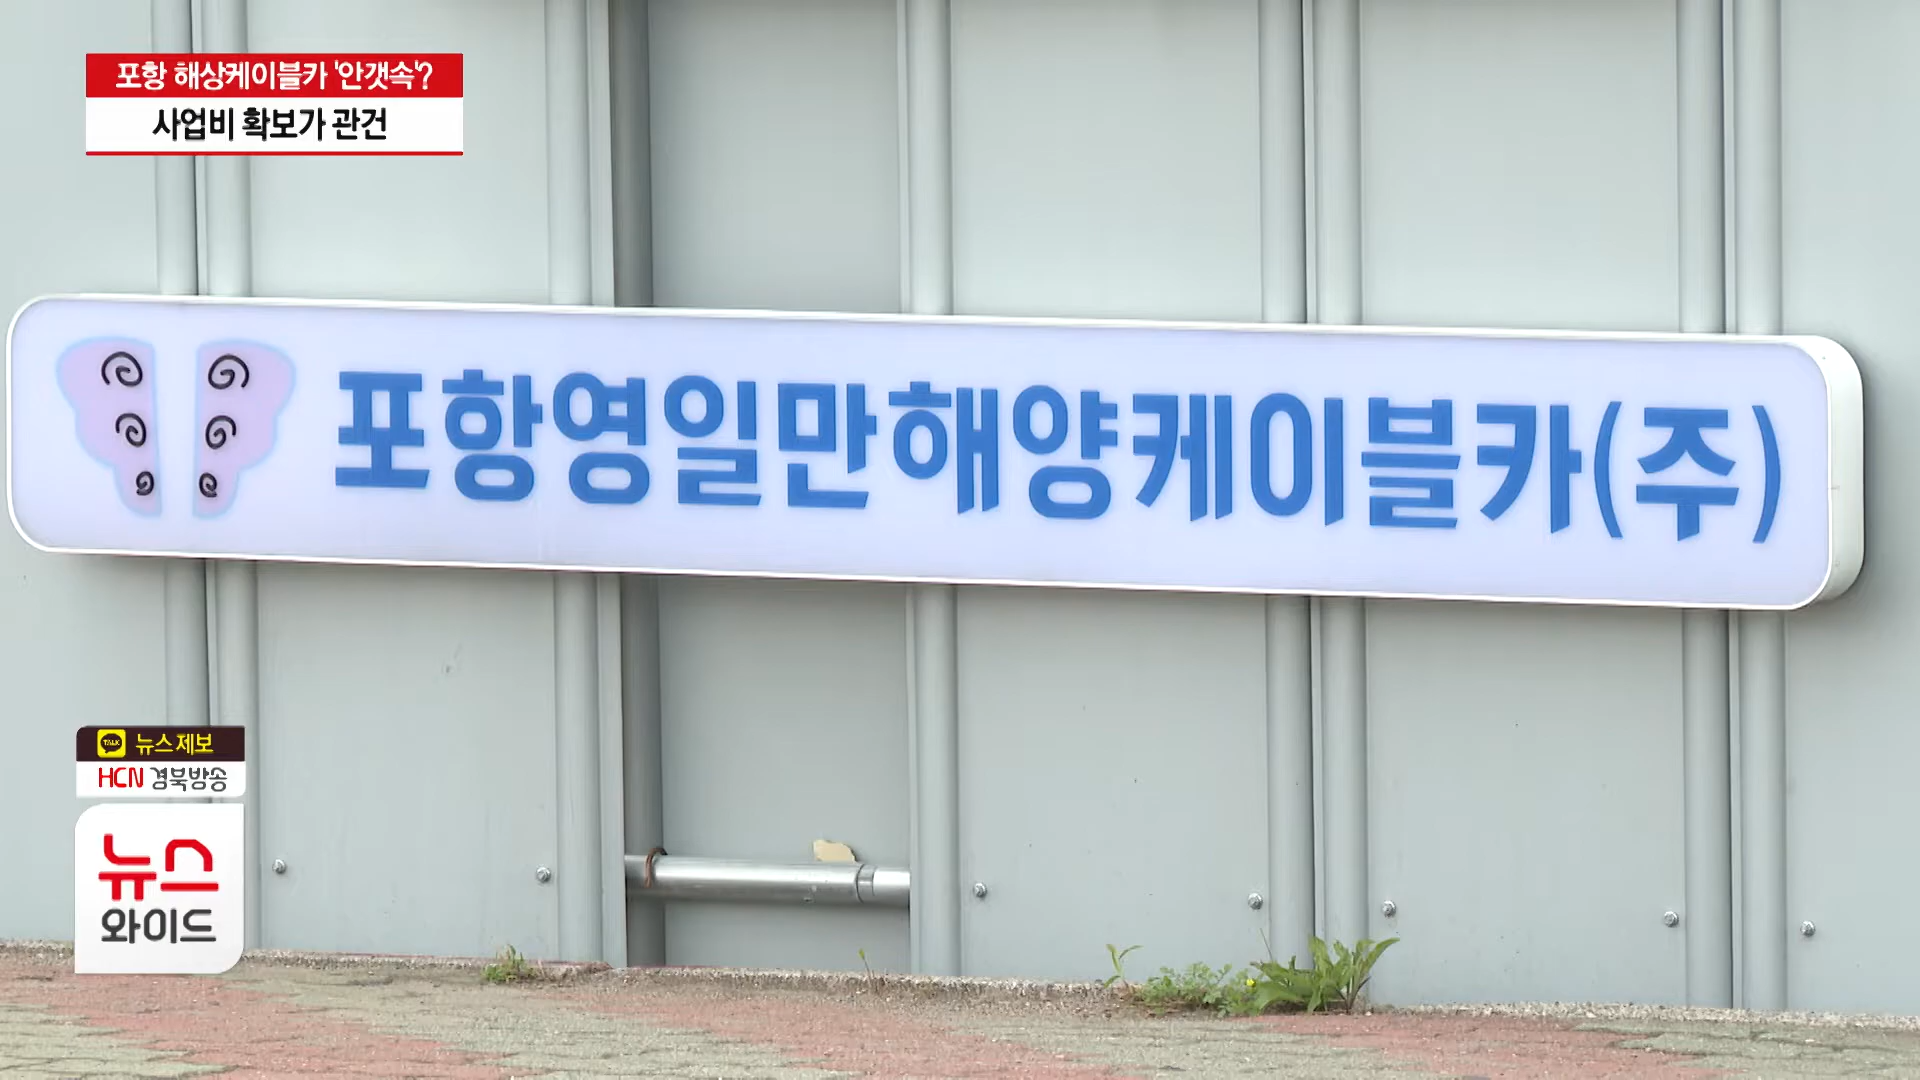 포항 해상케이블카 '안갯속'?
사업비 확보가 관건
포항영일만해양케이블카(주)
TALK 뉴스제보
HCN 경북방송
뉴스
와이드